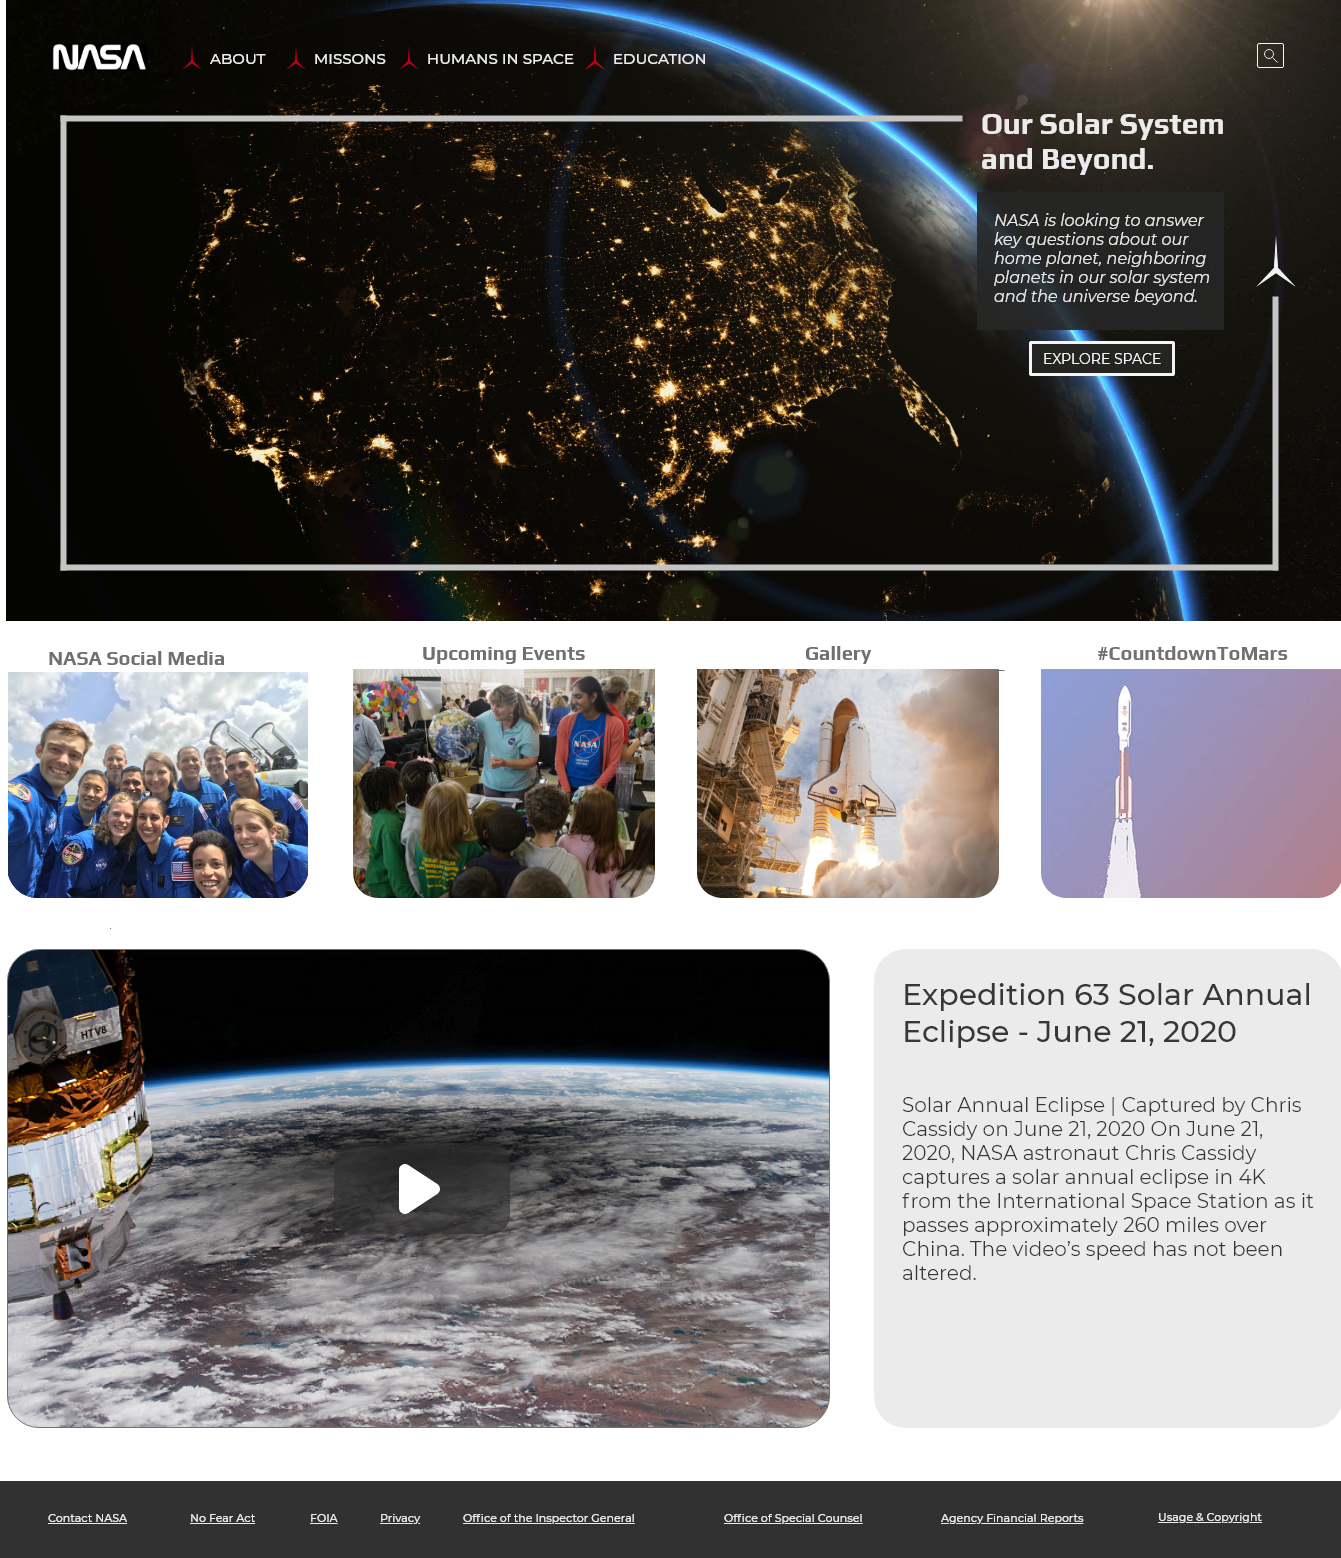 NASA
ABOUT
MISSONS
HUMANS IN SPACE
EDUCATION
Our Solar System
and Beyond.
NASA is looking to answer
key questions about our
home planet, neighboring
planets in our solar system
and the universe beyond.
EXPLORE SPACE
NASA Social Media
Upcoming Events
Gallery
#CountdownToMars
NASA
4
HTV8
Expedition 63 Solar Annual
Eclipse - June 21, 2020
Solar Annual Eclipse | Captured by Chris
Cassidy on June 21, 2020 On June 21,
2020, NASA astronaut Chris Cassidy
captures a solar annual eclipse in 4K
from the International Space Station as it
passes approximately 260 miles over
China. The video’s speed has not been
altered.
Contact NASA
No Fear Act
FOIA
Privacy
Office of the Inspector General
Office of Special Counsel
Agency Financial Reports
Usage & Copyright